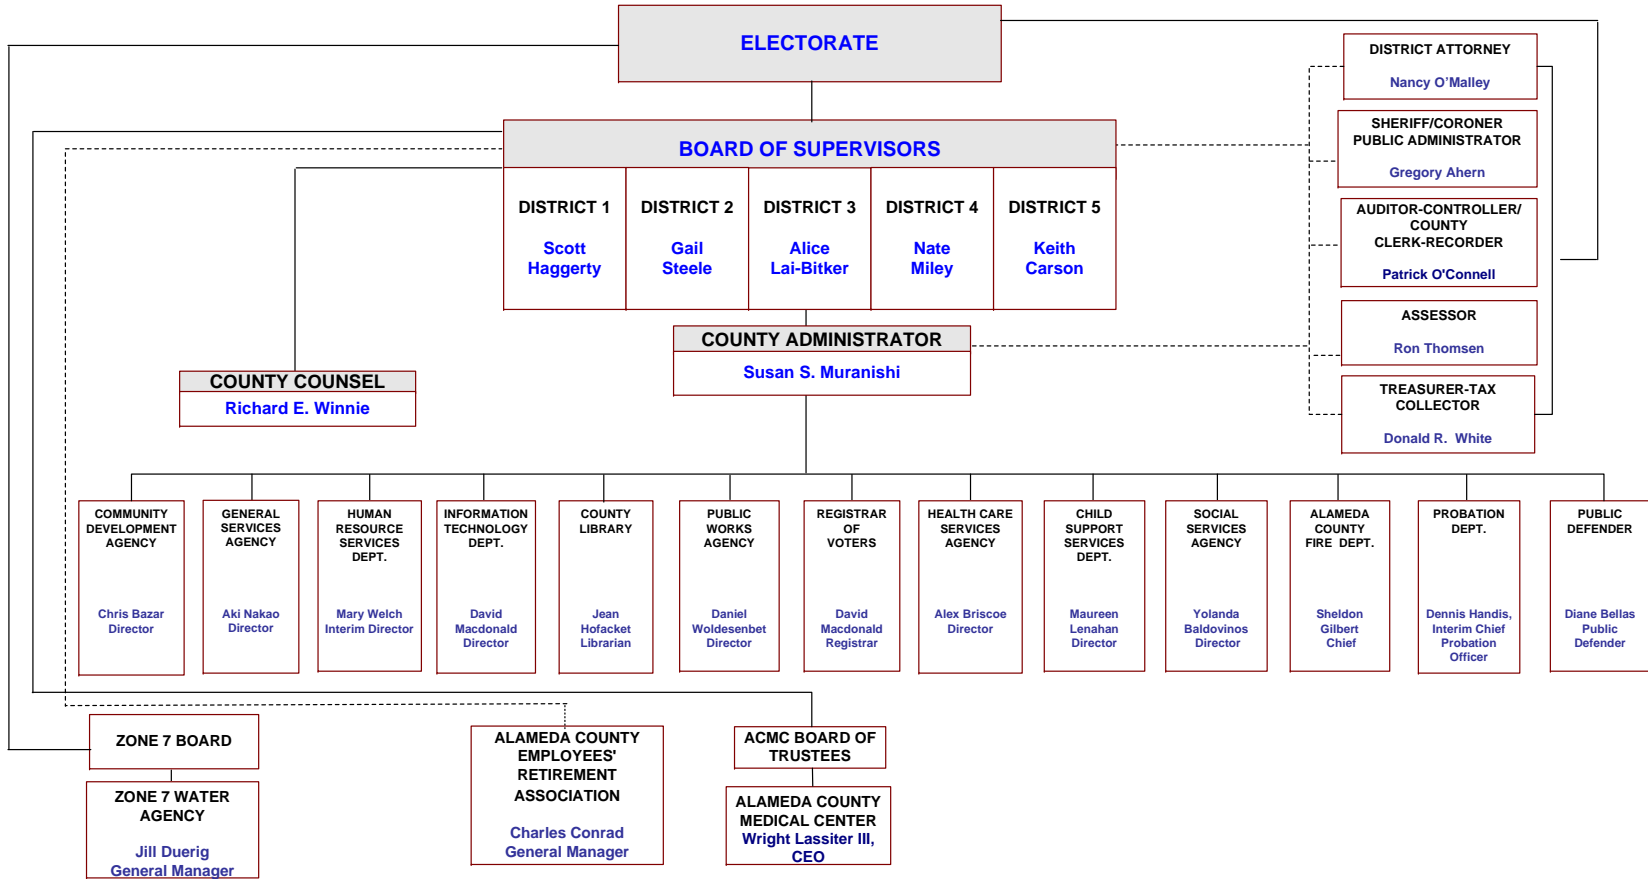 ELECTORATE
BOARD OF SUPERVISORS
DISTRICT 1
Scott
Haggerty
DISTRICT 2
Gail
Steele
DISTRICT 3
Alice
Lai-Bitker
DISTRICT 4
Nate
Miley
DISTRICT 5
Keith
Carson
DISTRICT ATTORNEY
Nancy O’Malley
SHERIFF/CORONER
PUBLIC ADMINISTRATOR
Gregory Ahern
AUDITOR-CONTROLLER/
COUNTY
CLERK-RECORDER
Patrick O'Connell
ASSESSOR
Ron Thomsen
TREASURER-TAX
COLLECTOR
Donald R. White
COUNTY ADMINISTRATOR
Susan S. Muranishi
COUNTY COUNSEL
Richard E. Winnie
COMMUNITY
DEVELOPMENT
AGENCY
Chris Bazar
Director
GENERAL
SERVICES
AGENCY
Aki Nakao
Director
HUMAN
RESOURCE
SERVICES
DEPT.
Mary Welch
Interim Director
INFORMATION
TECHNOLOGY
DEPT.
David
Macdonald
Director
COUNTY
LIBRARY
Jean
Hofacket
Librarian
PUBLIC
WORKS
AGENCY
Daniel
Woldesenbet
Director
REGISTRAR
OF
VOTERS
David
Macdonald
Registrar
HEALTH CARE
SERVICES
AGENCY
Alex Briscoe
Director
CHILD
SUPPORT
SERVICES
DEPT.
Maureen
Lenahan
Director
SOCIAL
SERVICES
AGENCY
Yolanda
Baldovinos
Director
ALAMEDA
COUNTY
FIRE DEPT.
Sheldon
Gilbert
Chief
PROBATION
DEPT.
Dennis Handis,
Interim Chief
Probation
Officer
PUBLIC
DEFENDER
Diane Bellas
Public
Defender
ZONE 7 BOARD
ZONE 7 WATER
AGENCY
Jill Duerig
General Manager
ALAMEDA COUNTY
EMPLOYEES'
RETIREMENT
ASSOCIATION
Charles Conrad
General Manager
ACMC BOARD OF
TRUSTEES
ALAMEDA COUNTY
MEDICAL CENTER
Wright Lassiter III,
CEO